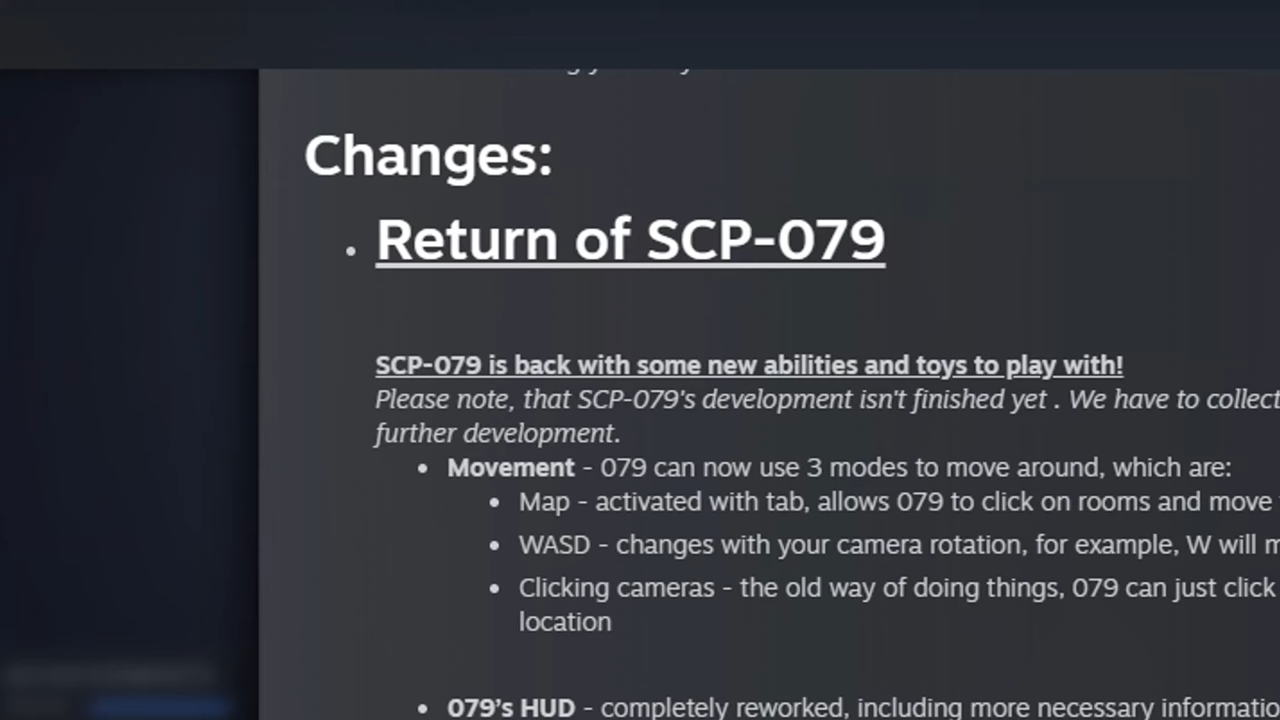 Changes:
Return of SCP-079
SCP-079 is back with some new abilities and toys to play with!
Please note, that SCP-079's development isn't finished yet . We have to collect
further development.
Movement - 079 can now use 3 modes to move around, which are:
Map - activated with tab, allows 079 to click on rooms and move
WASD - changes with your camera rotation, for example, W will
Clicking cameras - the old way of doing things, 079 can just click
location
079's HUD - completely reworked, including more necessary